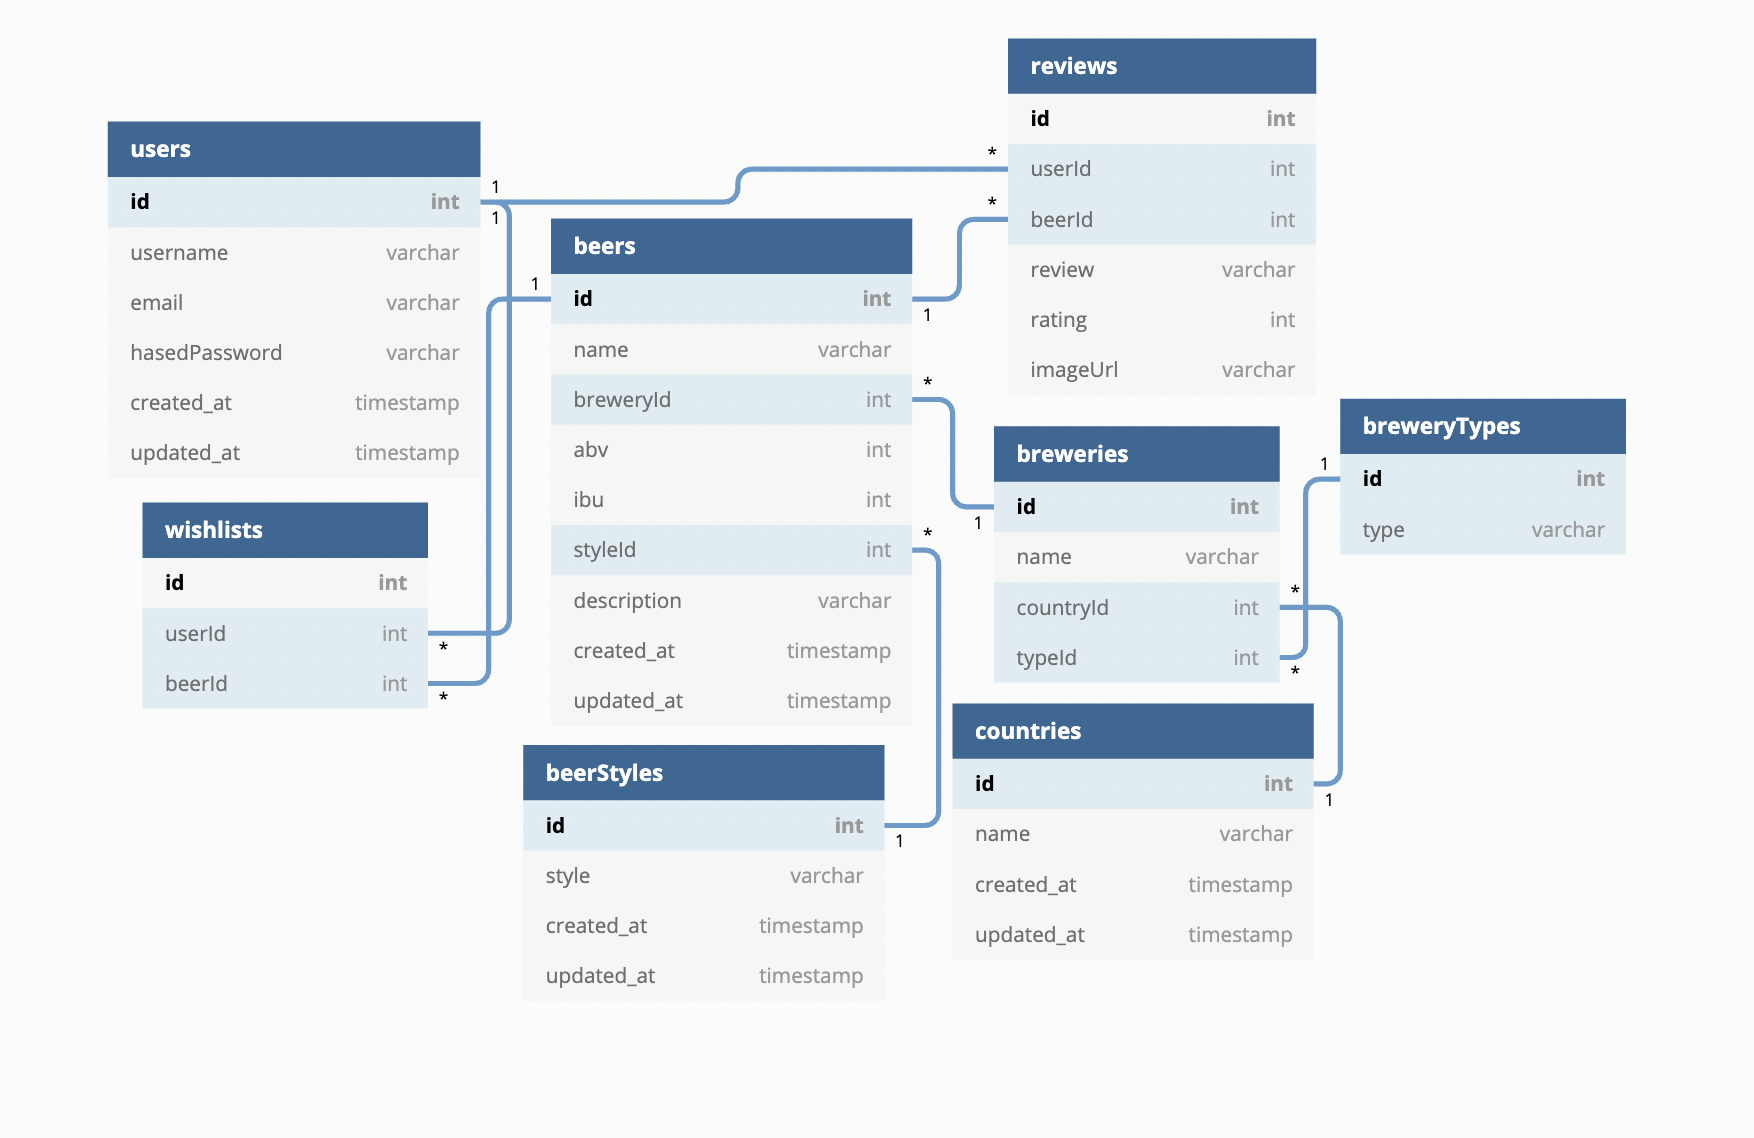 reviews
id int
userId int
beerId int
review varchar
rating int
imageUrl varchar
*
*
users
id int
username varchar
email varchar
hasedPassword varchar
created_at timestamp
updated_at timestamp
1
1
beers
id int
name varchar
breweryId int
abv int
ibu int
styleId int
description varchar
created_at timestamp
updated_at timestamp
1
1
*
*
breweries
id int
name varchar
countryId int
typeId int
1
*
*
breweryTypes
id int
type varchar
1
wishlists
id int
userId int
beerId int
*
*
beerStyles
id int
style varchar
created_at timestamp
updated_at timestamp
1
countries
id int
name varchar
created_at timestamp
updated_at timestamp
1